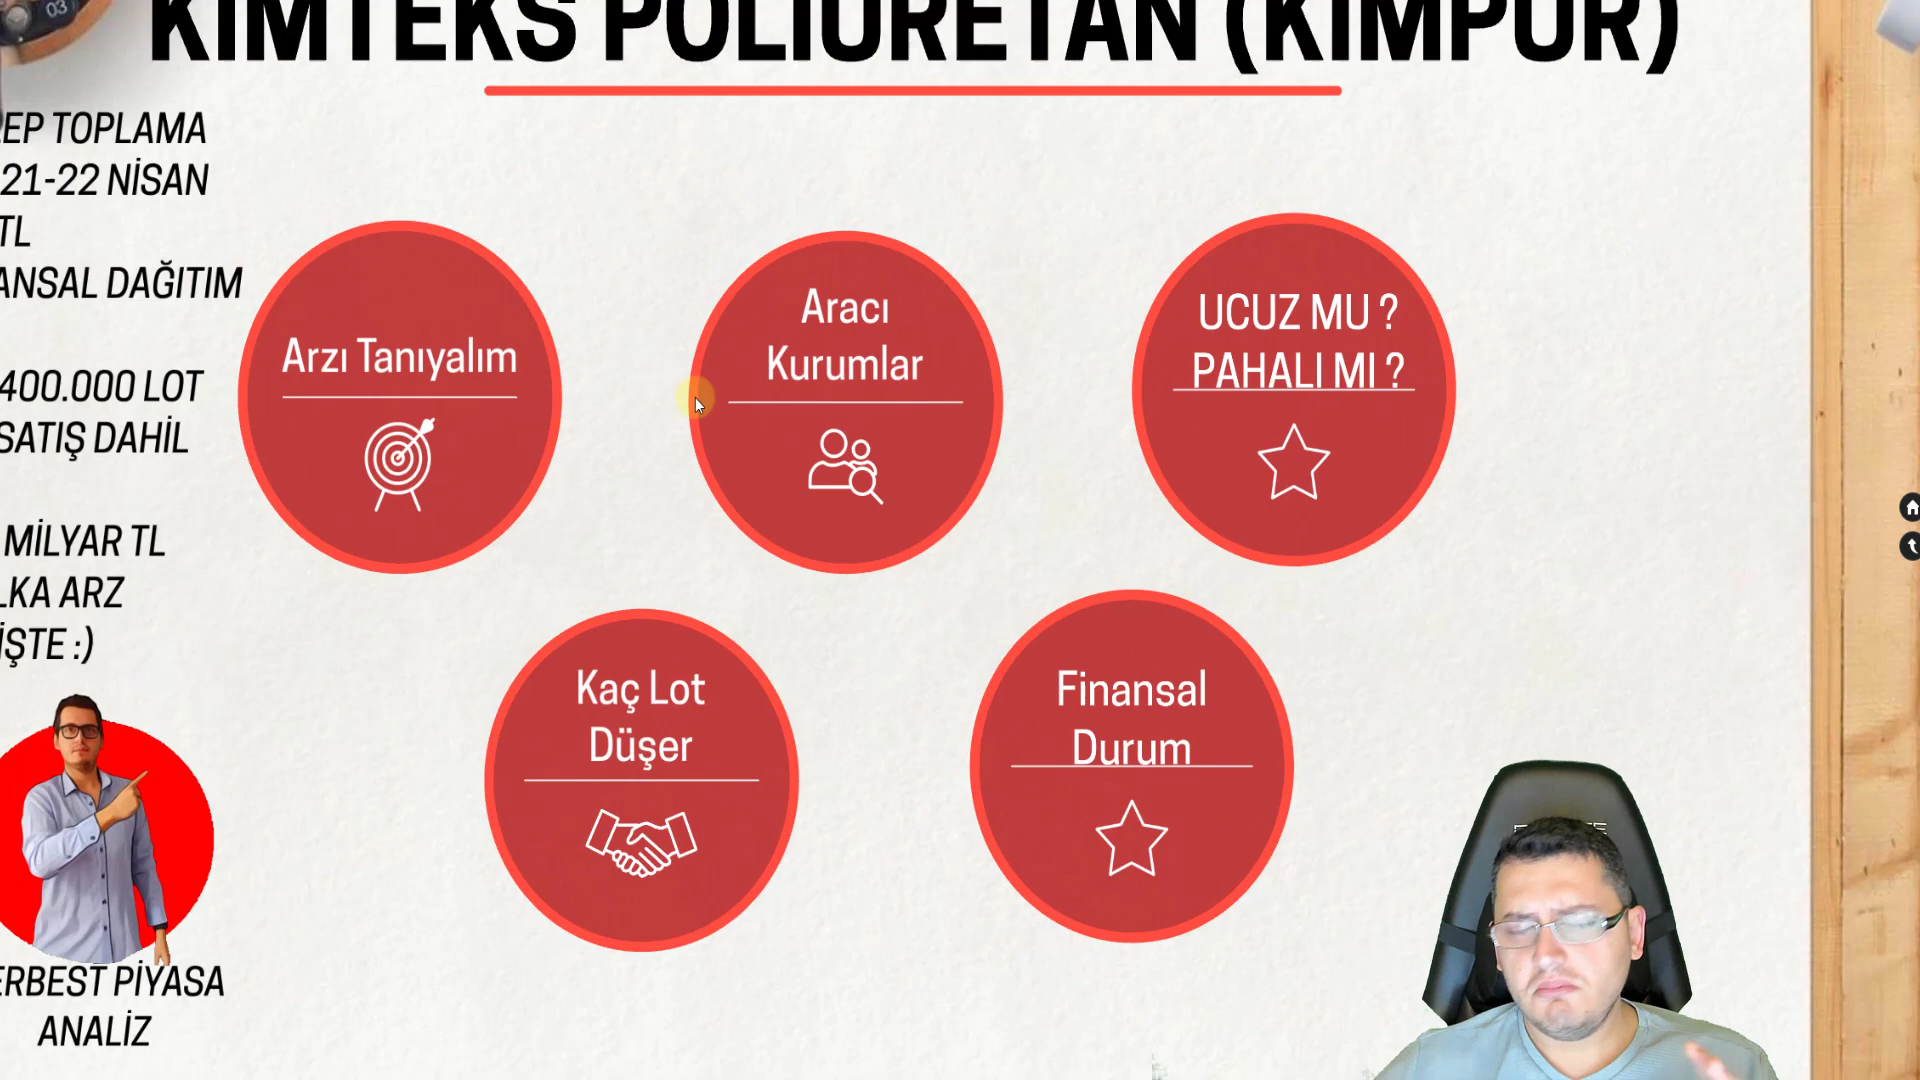 KİMTEKS POLİÜRETAN (KİMPUR)
EP TOPLAMA
21-22 NİSAN
TL
ANSAL DAĞITIM
400.000 LOT
SATIŞ DAHİL
MİLYAR TL
LKA ARZ
İŞTE :)
ERBEST PİYASA
ANALİZ
Arzı Tanıyalım
Aracı
Kurumlar
UCUZ MU ?
PAHALI MI ?
Kaç Lot
Düşer
Finansal
Durum
03